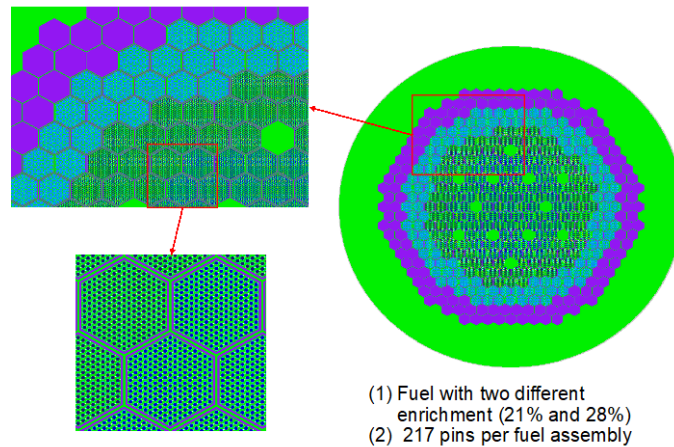 (1) Fuel with two different
enrichment (21% and 28%)
(2) 217 pins per fuel assembly